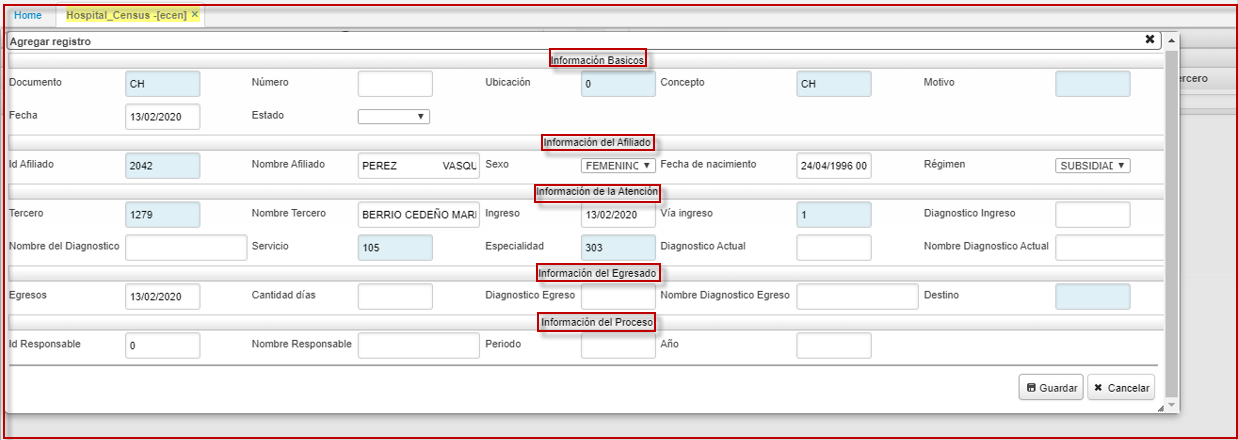 Home Hospital_Census -[ecen] ✕
Agregar registro ✖
Información Basicos
Documento CH Número Ubicación 0 Concepto CH Motivo
ercero
Fecha 13/02/2020 Estado
Información del Afiliado
Id Afiliado 2042 Nombre Afiliado PEREZ VASQU Sexo FEMENINO Fecha de nacimiento 24/04/1996 00 Régimen SUBSIDIAD
Información de la Atención
Tercero 1279 Nombre Tercero BERRIO CEDEÑO MARI Ingreso 13/02/2020 Vía ingreso 1 Diagnostico Ingreso
Nombre del Diagnostico Servicio 105 Especialidad 303 Diagnostico Actual Nombre Diagnostico Actual
Información del Egresado
Egresos 13/02/2020 Cantidad días Diagnostico Egreso Nombre Diagnostico Egreso Destino
Información del Proceso
Id Responsable 0 Nombre Responsable Periodo Año
Guardar ✖ Cancelar